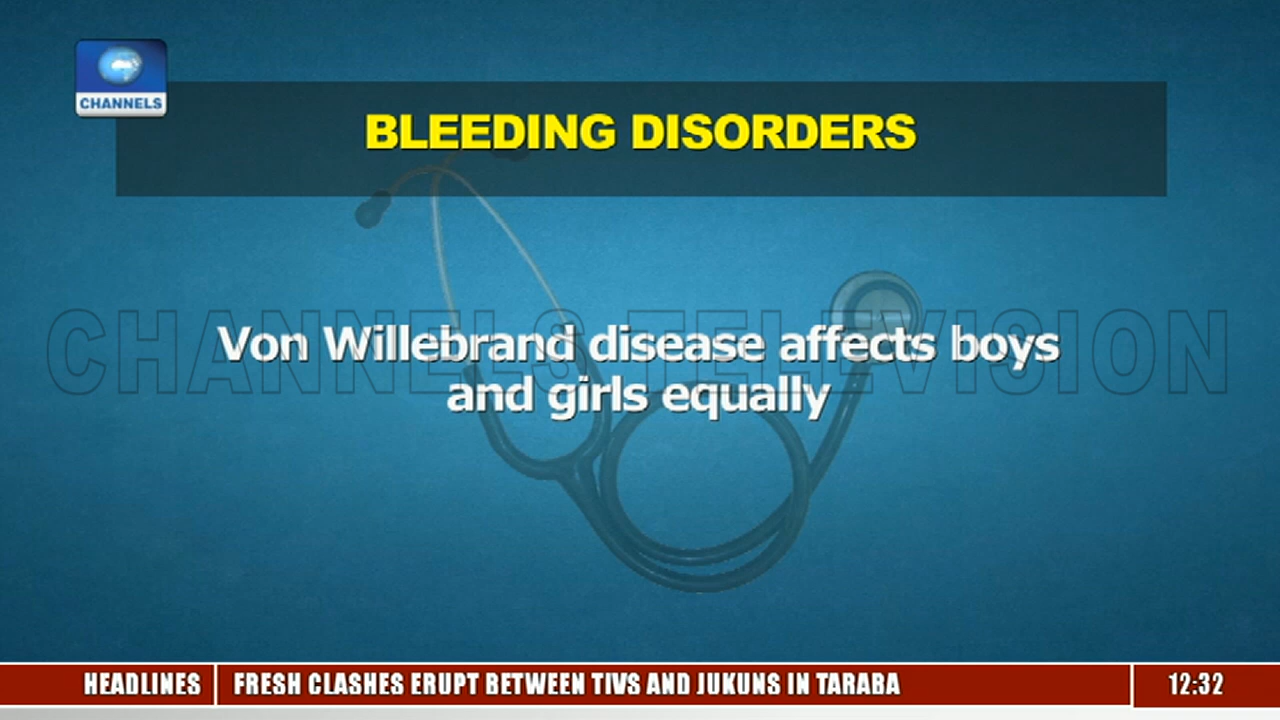 CHANNELS
BLEEDING DISORDERS
CHANNELS TELEVISION
Von Willebrand disease affects boys
and girls equally
HEADLINES
FRESH CLASHES ERUPT BETWEEN TIVS AND JUKUNS IN TARABA
12:32